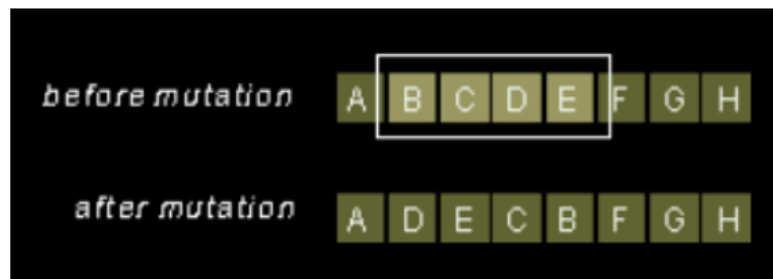 before mutation A B C D E F G H
after mutation A D E C B F G H